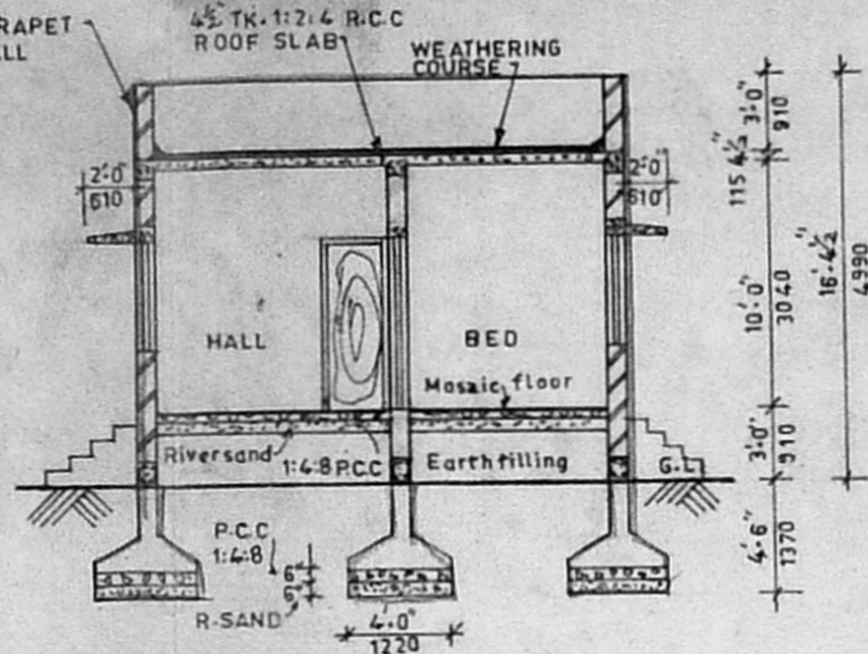 RAPET
ALL
4½" TK. 1:2:4 R.C.C
ROOF SLAB
WEATHERING
COURSE
2'-0"
610
2'-0"
610
3'-0"
910
4½"
115
10'-0"
3040
16'-4½"
4990
3'-0"
910
4'-6"
1370
HALL
BED
Mosaic floor
Riversand
1:4:8 P.C.C
Earth filling
G.L
P.C.C
1:4:8
6"
6"
R-SAND
4'-0"
1220